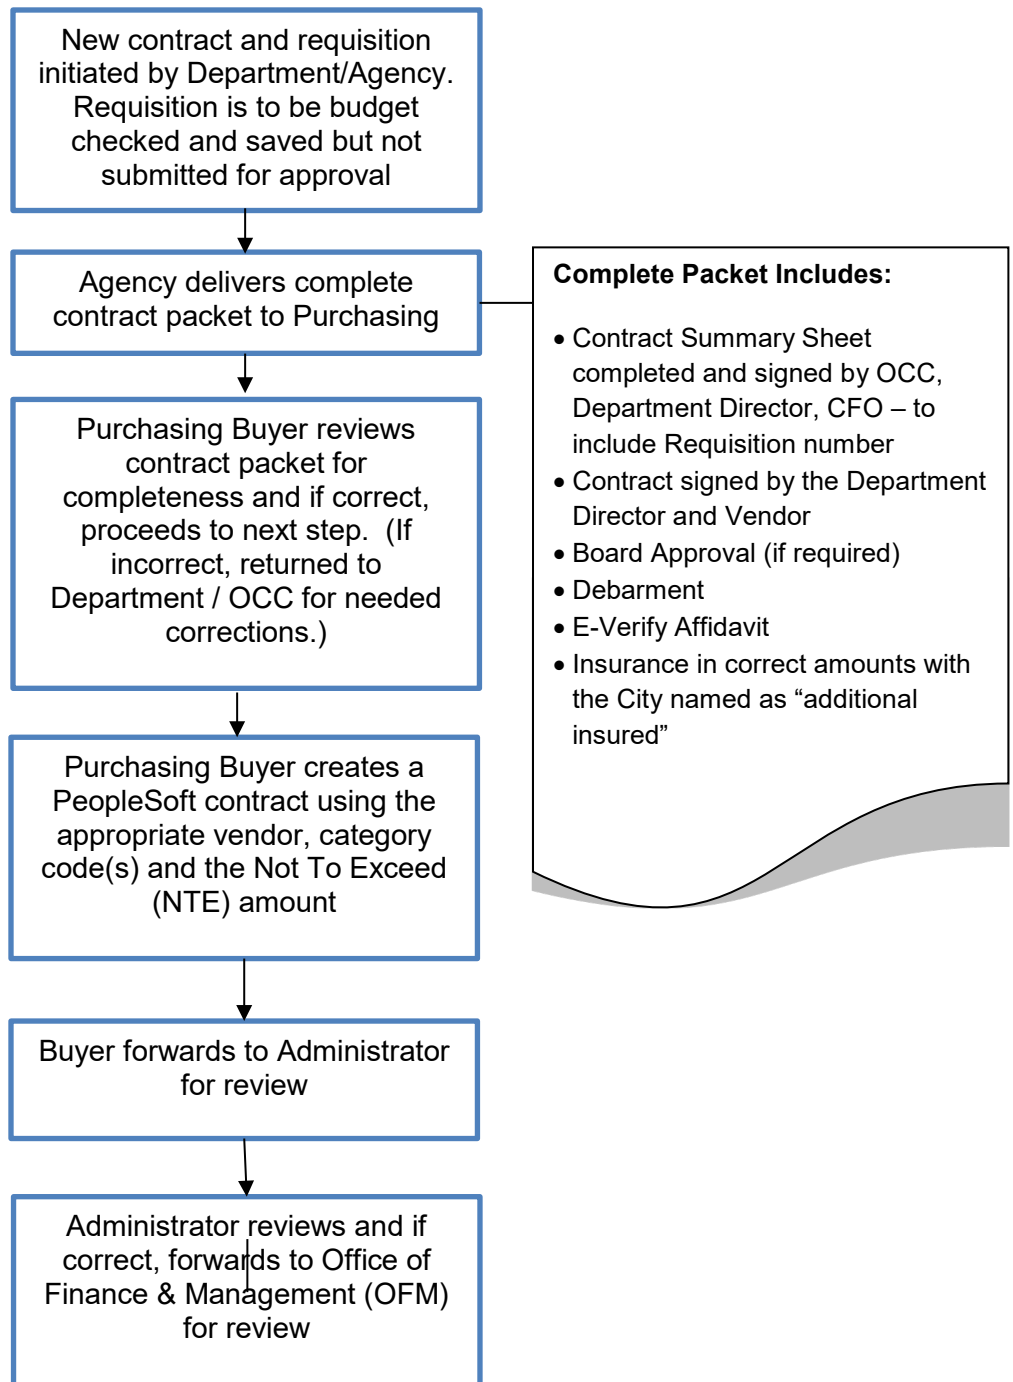 New contract and requisition
initiated by Department/Agency.
Requisition is to be budget
checked and saved but not
submitted for approval
Agency delivers complete
contract packet to Purchasing
Complete Packet Includes:
• Contract Summary Sheet
completed and signed by OCC,
Department Director, CFO – to
include Requisition number
• Contract signed by the Department
Director and Vendor
• Board Approval (if required)
• Debarment
• E-Verify Affidavit
• Insurance in correct amounts with
the City named as “additional
insured”
Purchasing Buyer reviews
contract packet for
completeness and if correct,
proceeds to next step.  (If
incorrect, returned to
Department / OCC for needed
corrections.)
Purchasing Buyer creates a
PeopleSoft contract using the
appropriate vendor, category
code(s) and the Not To Exceed
(NTE) amount
Buyer forwards to Administrator
for review
Administrator reviews and if
correct, forwards to Office of
Finance & Management (OFM)
for review